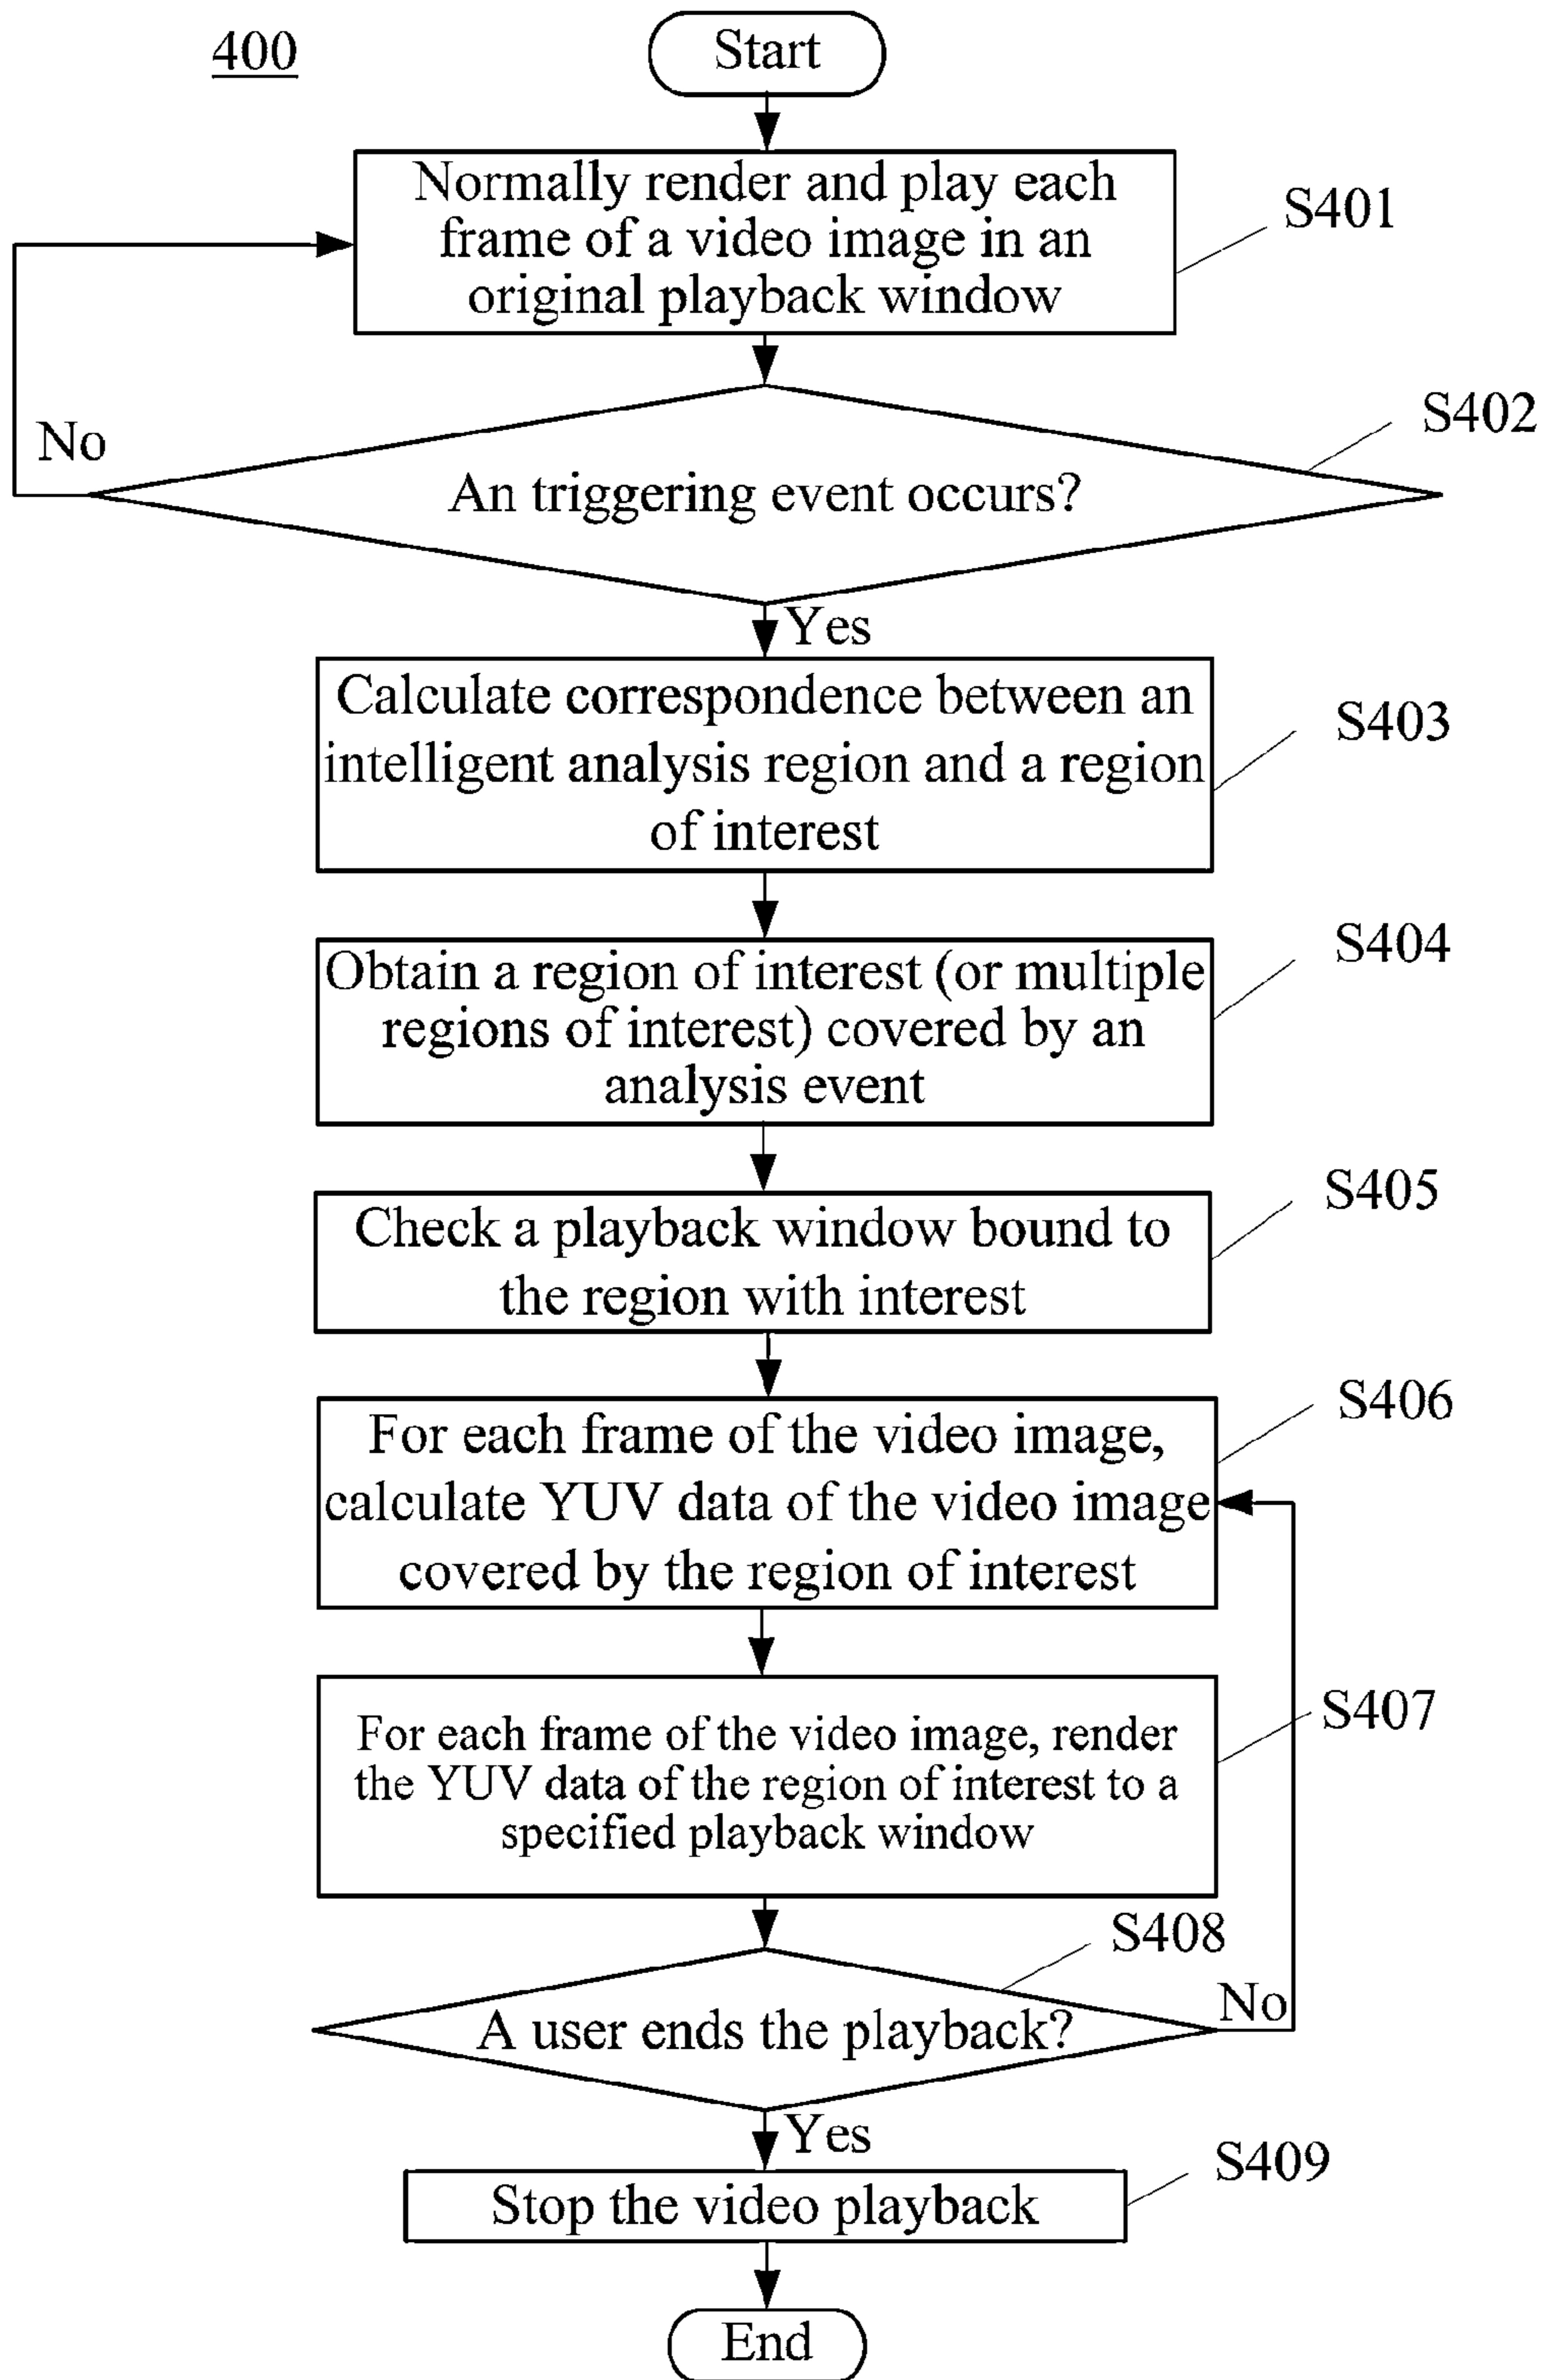 400
Start
Normally render and play each
frame of a video image in an
original playback window
S401
No
An triggering event occurs?
S402
Yes
Calculate correspondence between an
intelligent analysis region and a region
of interest
S403
Obtain a region of interest (or multiple
regions of interest) covered by an
analysis event
S404
Check a playback window bound to
the region with interest
S405
For each frame of the video image,
calculate YUV data of the video image
covered by the region of interest
S406
For each frame of the video image, render
the YUV data of the region of interest to a
specified playback window
S407
A user ends the playback?
S408
No
Yes
Stop the video playback
S409
End